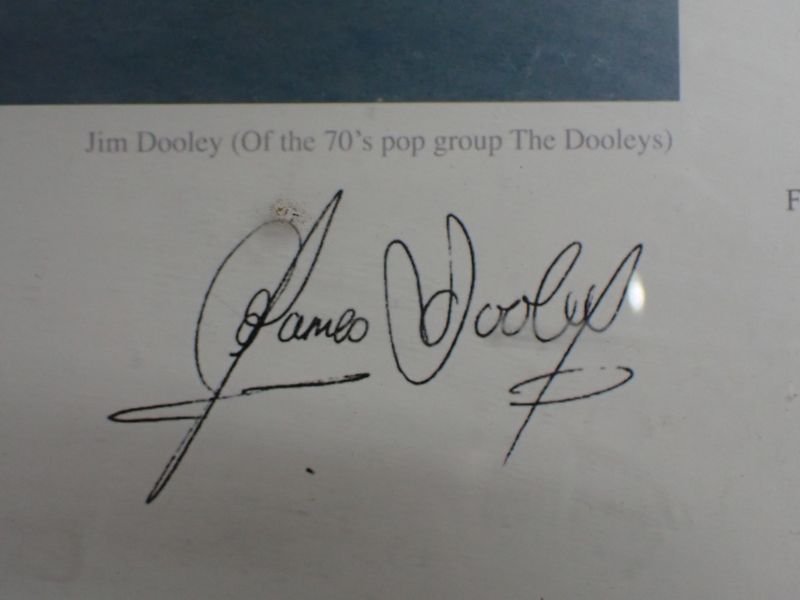 Jim Dooley (Of the 70's pop group The Dooleys)
F
James Dooley